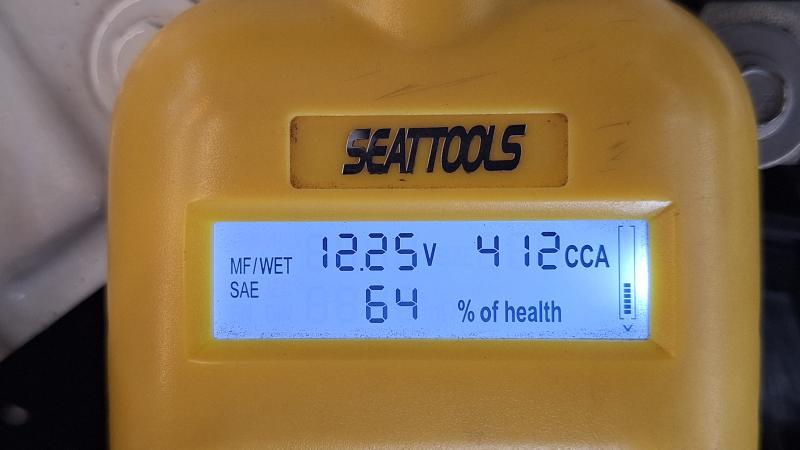 SEATTOOLS
MF/WET 12.25V 412CCA
SAE 64 % of health